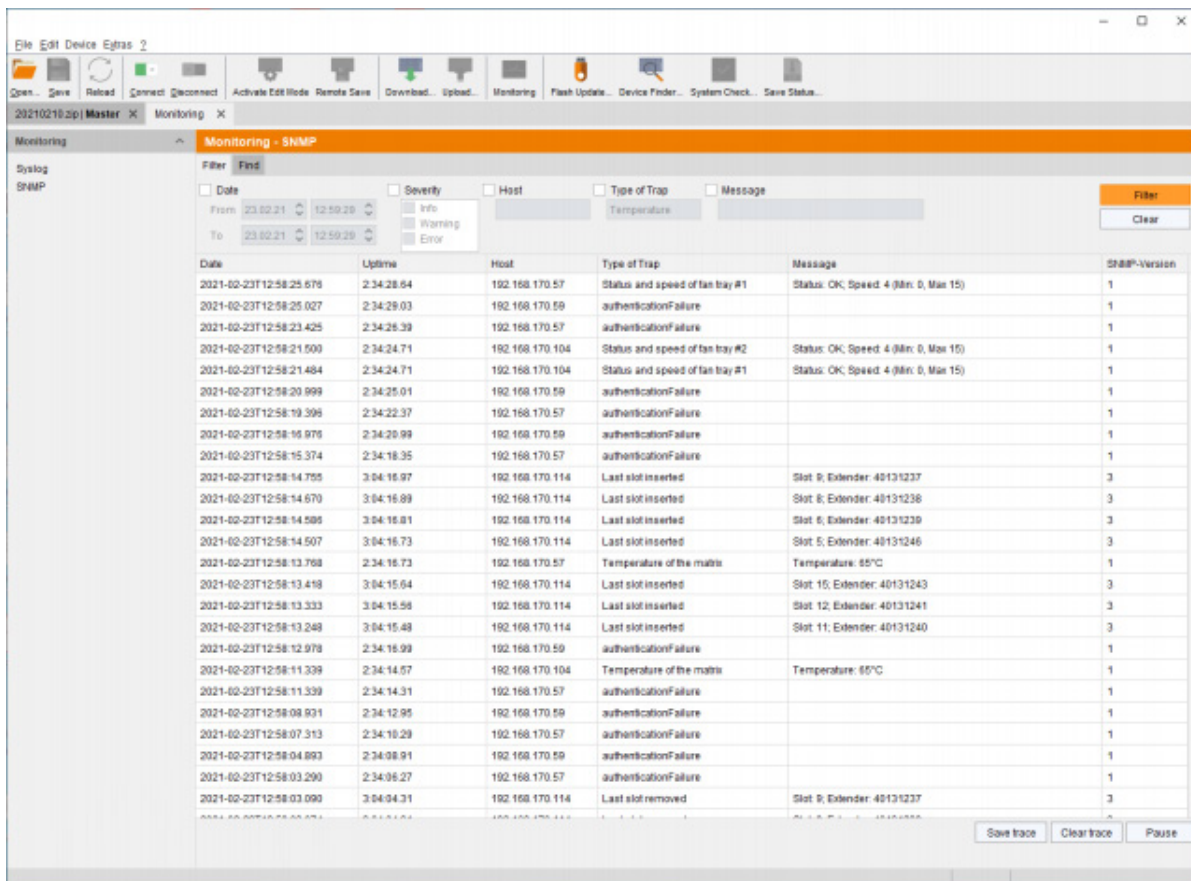 File Edit Device Extras ?
Open... Save Reload Connect Disconnect Activate Edit Mode Remote Save Download... Upload... Monitoring Flash Update... Device Finder... System Check... Save Status...
20210210.zip | Master X Monitoring X
Monitoring
Monitoring - SNMP
Syslog
SNMP
Filter Find
Date Severity Host Type of Trap Message
From 23.02.21 12:59:29
To 23.02.21 12:59:29
Info
Warning
Error
Temperature
Filter
Clear
Date Uptime Host Type of Trap Message SNMP-Version
2021-02-23T12:58:25.676 2:34:28.64 192.168.170.57 Status and speed of fan tray #1 Status: OK; Speed: 4 (Min: 0, Max 15) 1
2021-02-23T12:58:25.027 2:34:29.03 192.168.170.59 authenticationFailure 1
2021-02-23T12:58:23.425 2:34:26.39 192.168.170.57 authenticationFailure 1
2021-02-23T12:58:21.500 2:34:24.71 192.168.170.104 Status and speed of fan tray #2 Status: OK; Speed: 4 (Min: 0, Max 15) 1
2021-02-23T12:58:21.484 2:34:24.71 192.168.170.104 Status and speed of fan tray #1 Status: OK; Speed: 4 (Min: 0, Max 15) 1
2021-02-23T12:58:20.999 2:34:25.01 192.168.170.59 authenticationFailure 1
2021-02-23T12:58:19.396 2:34:22.37 192.168.170.57 authenticationFailure 1
2021-02-23T12:58:16.976 2:34:20.99 192.168.170.59 authenticationFailure 1
2021-02-23T12:58:15.374 2:34:18.35 192.168.170.57 authenticationFailure 1
2021-02-23T12:58:14.755 3:04:16.97 192.168.170.114 Last slot inserted Slot: 9; Extender: 40131237 3
2021-02-23T12:58:14.670 3:04:16.89 192.168.170.114 Last slot inserted Slot: 8; Extender: 40131238 3
2021-02-23T12:58:14.586 3:04:16.81 192.168.170.114 Last slot inserted Slot: 6; Extender: 40131239 3
2021-02-23T12:58:14.507 3:04:16.73 192.168.170.114 Last slot inserted Slot: 5; Extender: 40131246 3
2021-02-23T12:58:13.768 2:34:16.73 192.168.170.57 Temperature of the matrix Temperature: 65°C 1
2021-02-23T12:58:13.418 3:04:15.64 192.168.170.114 Last slot inserted Slot: 15; Extender: 40131243 3
2021-02-23T12:58:13.333 3:04:15.56 192.168.170.114 Last slot inserted Slot: 12; Extender: 40131241 3
2021-02-23T12:58:13.248 3:04:15.48 192.168.170.114 Last slot inserted Slot: 11; Extender: 40131240 3
2021-02-23T12:58:12.978 2:34:16.99 192.168.170.59 authenticationFailure 1
2021-02-23T12:58:11.339 2:34:14.57 192.168.170.104 Temperature of the matrix Temperature: 65°C 1
2021-02-23T12:58:11.339 2:34:14.31 192.168.170.57 authenticationFailure 1
2021-02-23T12:58:08.931 2:34:12.95 192.168.170.59 authenticationFailure 1
2021-02-23T12:58:07.313 2:34:10.29 192.168.170.57 authenticationFailure 1
2021-02-23T12:58:04.893 2:34:08.91 192.168.170.59 authenticationFailure 1
2021-02-23T12:58:03.290 2:34:06.27 192.168.170.57 authenticationFailure 1
2021-02-23T12:58:03.090 3:04:04.31 192.168.170.114 Last slot removed Slot: 9; Extender: 40131237 3
Save trace Clear trace Pause